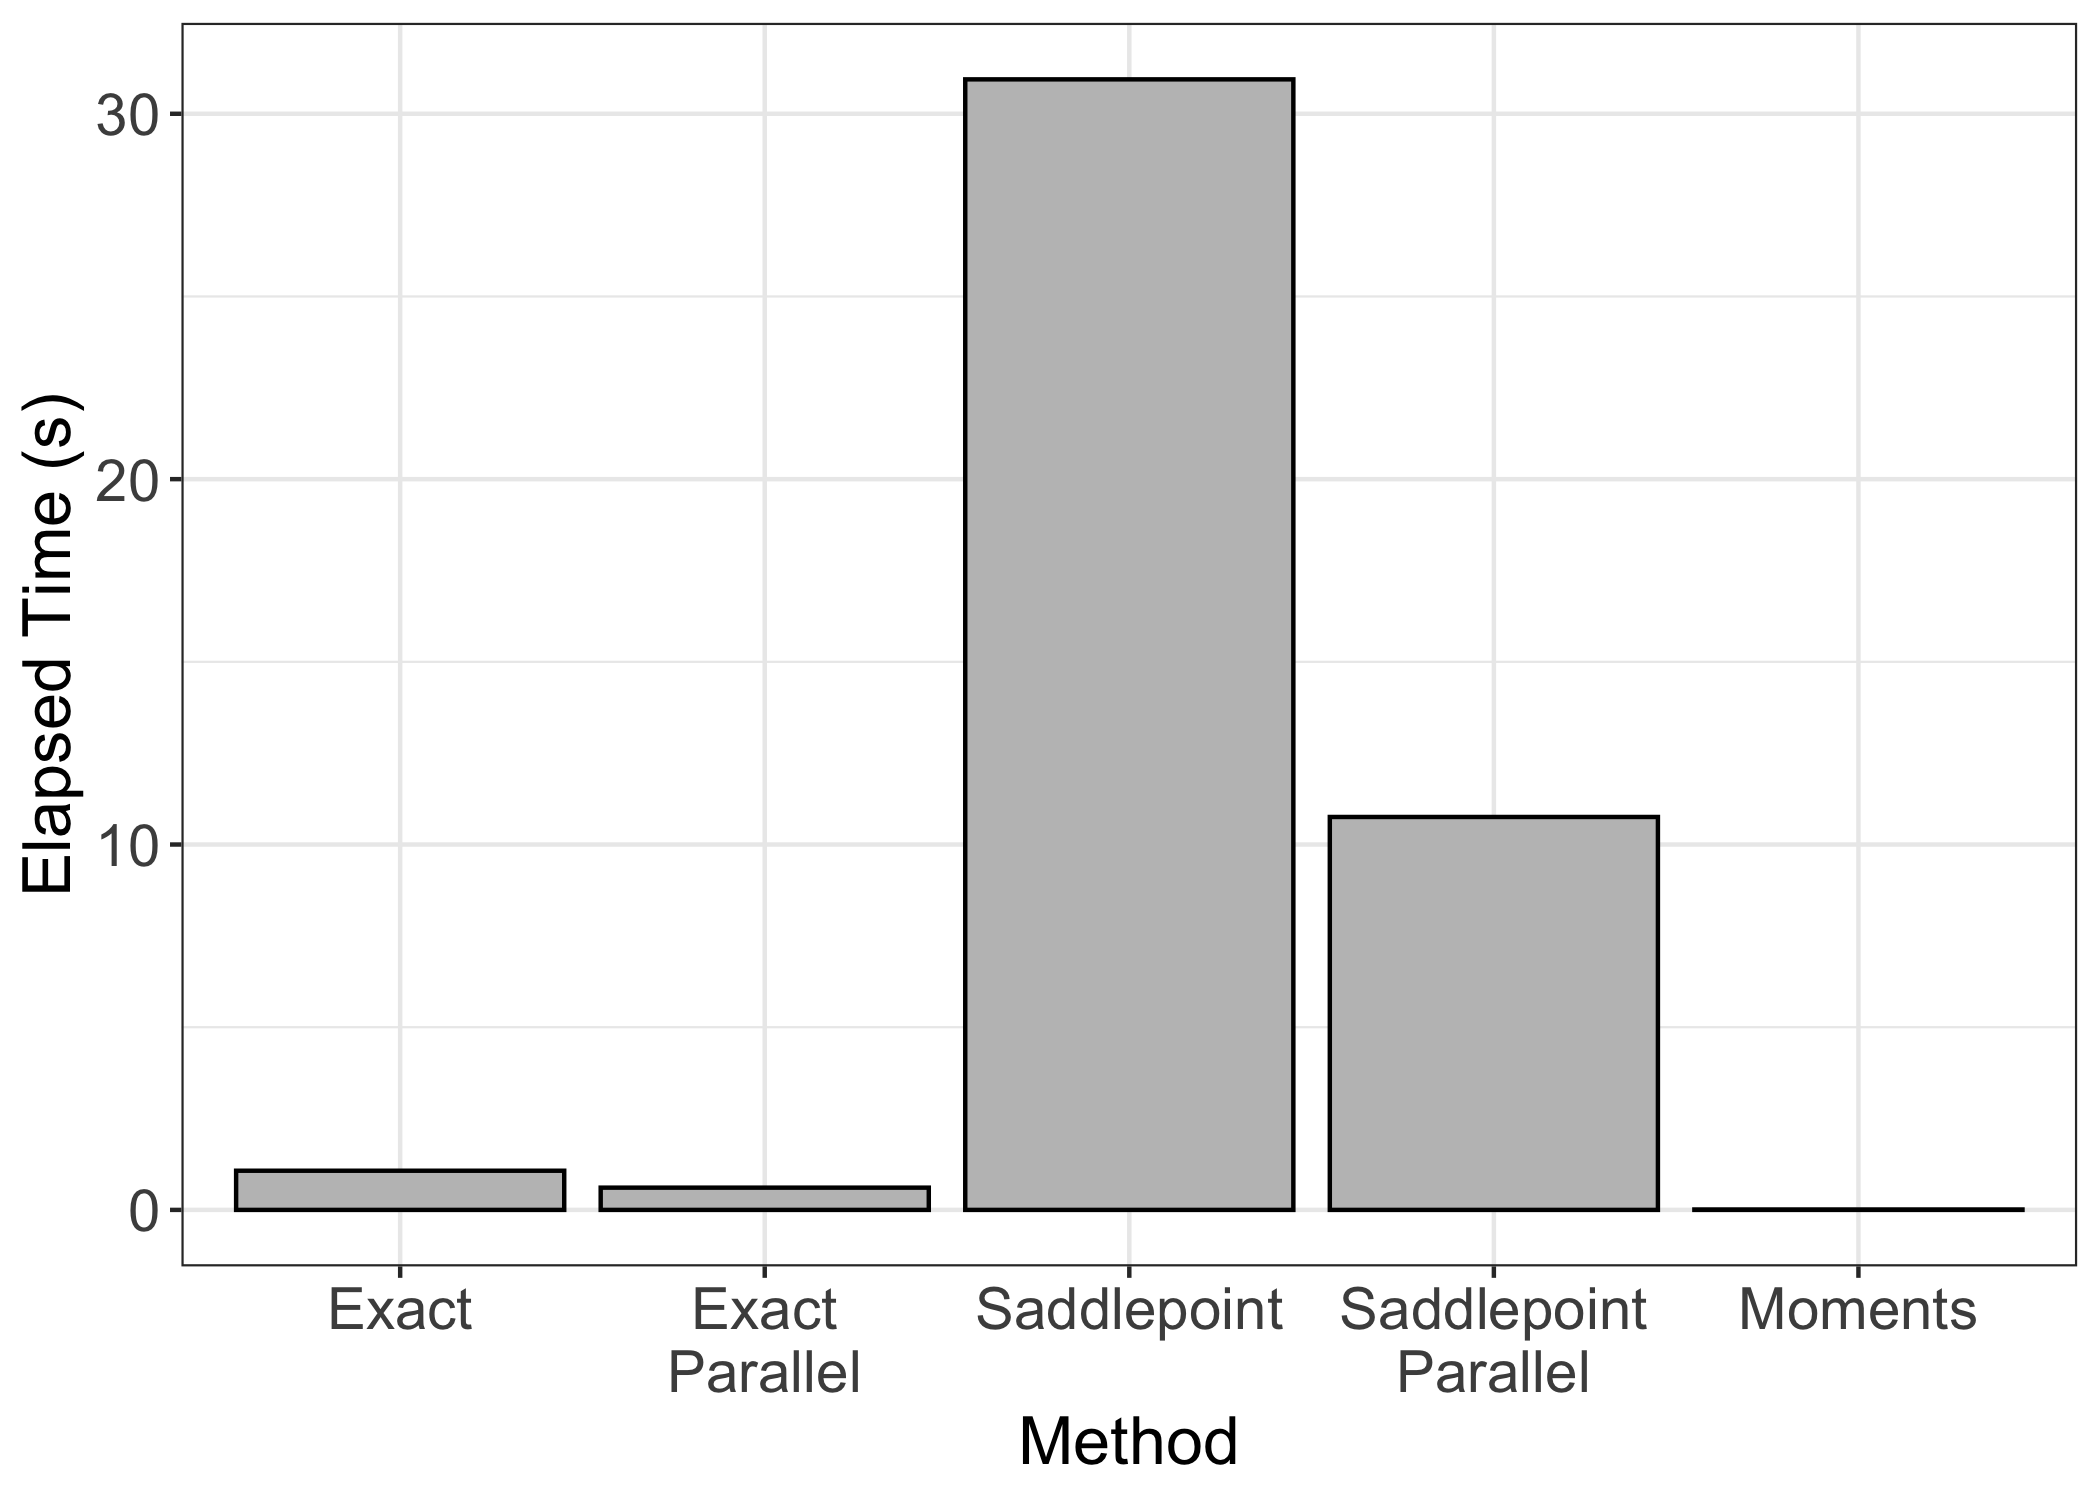 Elapsed Time (s)
30
20
10
0
Exact
Exact
Parallel
Saddlepoint
Saddlepoint
Parallel
Moments
Method